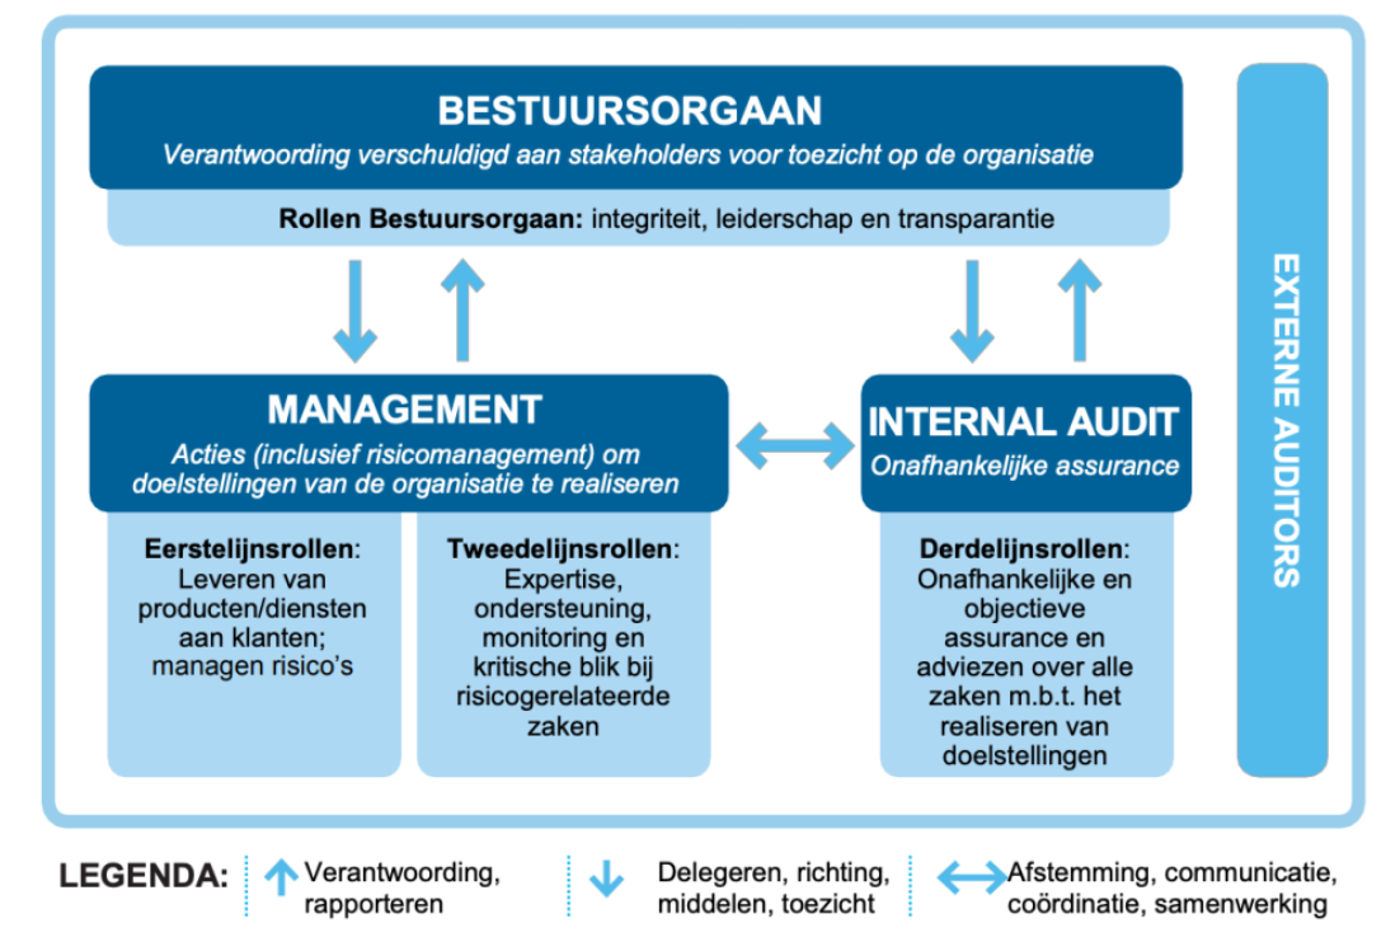 BESTUURSORGAAN
Verantwoording verschuldigd aan stakeholders voor toezicht op de organisatie
Rollen Bestuursorgaan: integriteit, leiderschap en transparantie
MANAGEMENT
Acties (inclusief risicomanagement) om
doelstellingen van de organisatie te realiseren
Eerstelijnsrollen:
Leveren van
producten/diensten
aan klanten;
managen risico’s
Tweedelijnsrollen:
Expertise,
ondersteuning,
monitoring en
kritische blik bij
risicogerelateerde
zaken
INTERNAL AUDIT
Onafhankelijke assurance
Derdelijnsrollen:
Onafhankelijke en
objectieve
assurance en
adviezen over alle
zaken m.b.t. het
realiseren van
doelstellingen
EXTERNE AUDITORS
LEGENDA:
Verantwoording,
rapporteren
Delegeren, richting,
middelen, toezicht
Afstemming, communicatie,
coördinatie, samenwerking